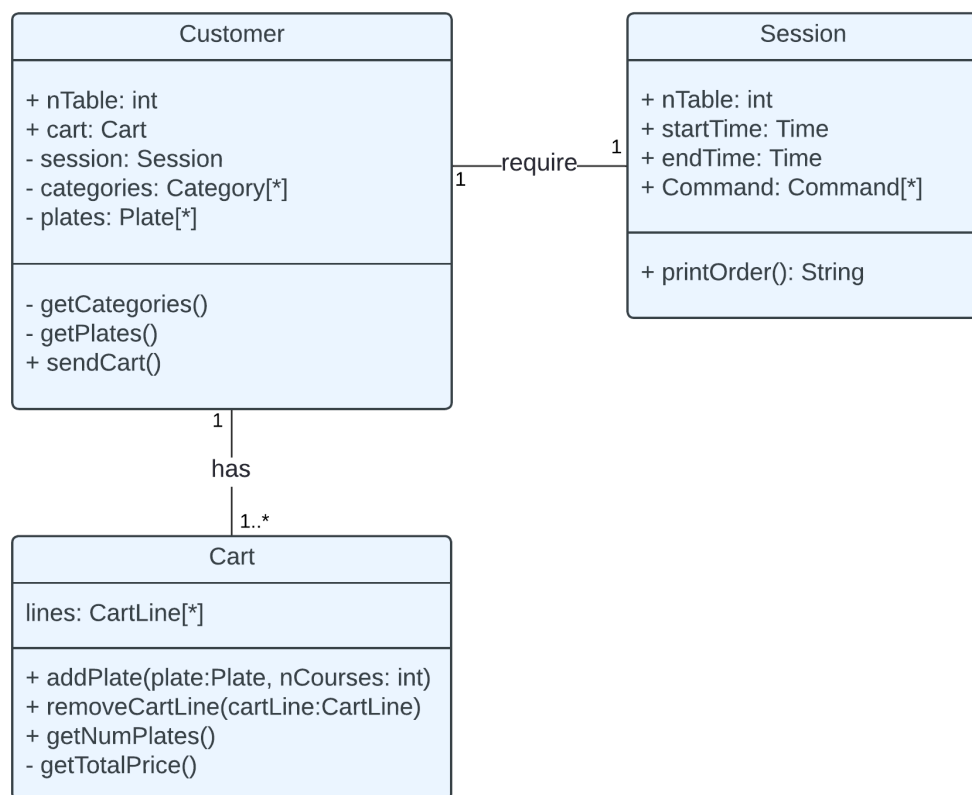 Customer
+ nTable: int
+ cart: Cart
- session: Session
- categories: Category[*]
- plates: Plate[*]
- getCategories()
- getPlates()
+ sendCart()
1
require
1
Session
+ nTable: int
+ startTime: Time
+ endTime: Time
+ Command: Command[*]
+ printOrder(): String
1
has
1..*
Cart
lines: CartLine[*]
+ addPlate(plate:Plate, nCourses: int)
+ removeCartLine(cartLine:CartLine)
+ getNumPlates()
- getTotalPrice()